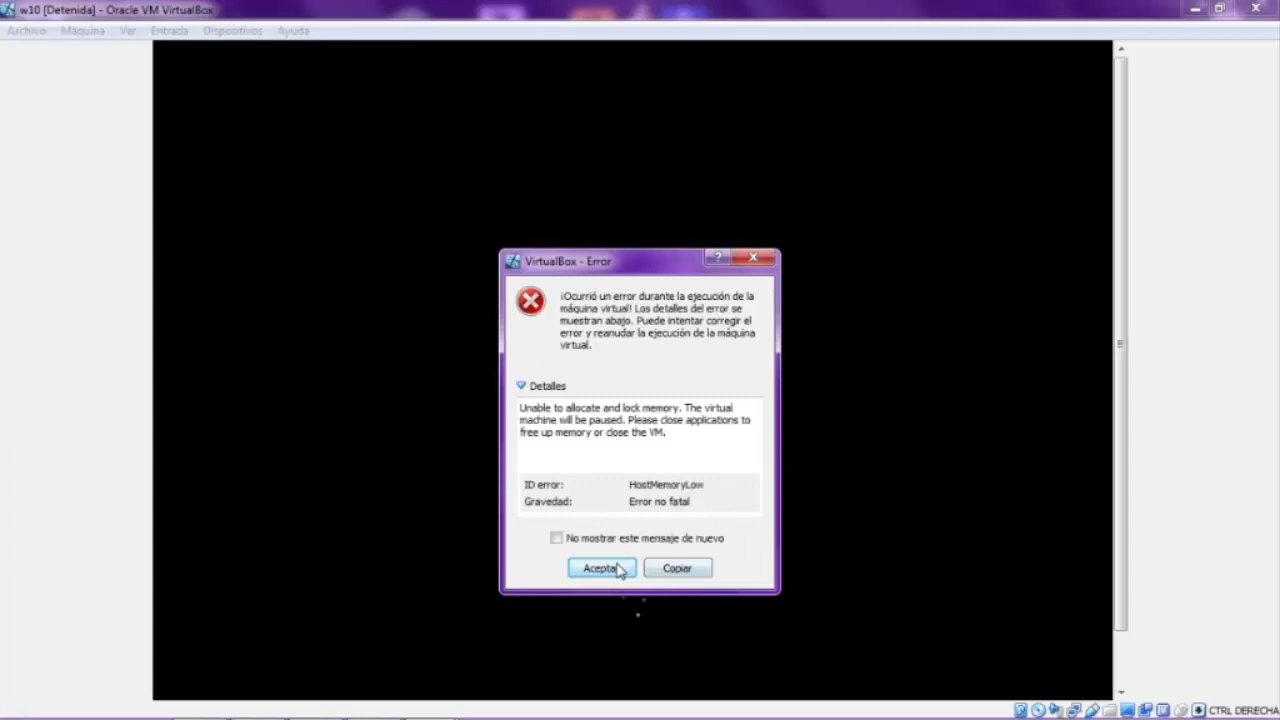 w10 [Detenida] - Oracle VM VirtualBox
Archivo Máquina Ver Entrada Dispositivos Ayuda
VirtualBox - Error
¡Ocurrió un error durante la ejecución de la
máquina virtual! Los detalles del error se
muestran abajo. Puede intentar corregir el
error y reanudar la ejecución de la máquina
virtual.
Detalles
Unable to allocate and lock memory. The virtual
machine will be paused. Please close applications to
free up memory or close the VM.
ID error: HostMemoryLow
Gravedad: Error no fatal
No mostrar este mensaje de nuevo
Aceptar Copiar
CTRL DERECHA